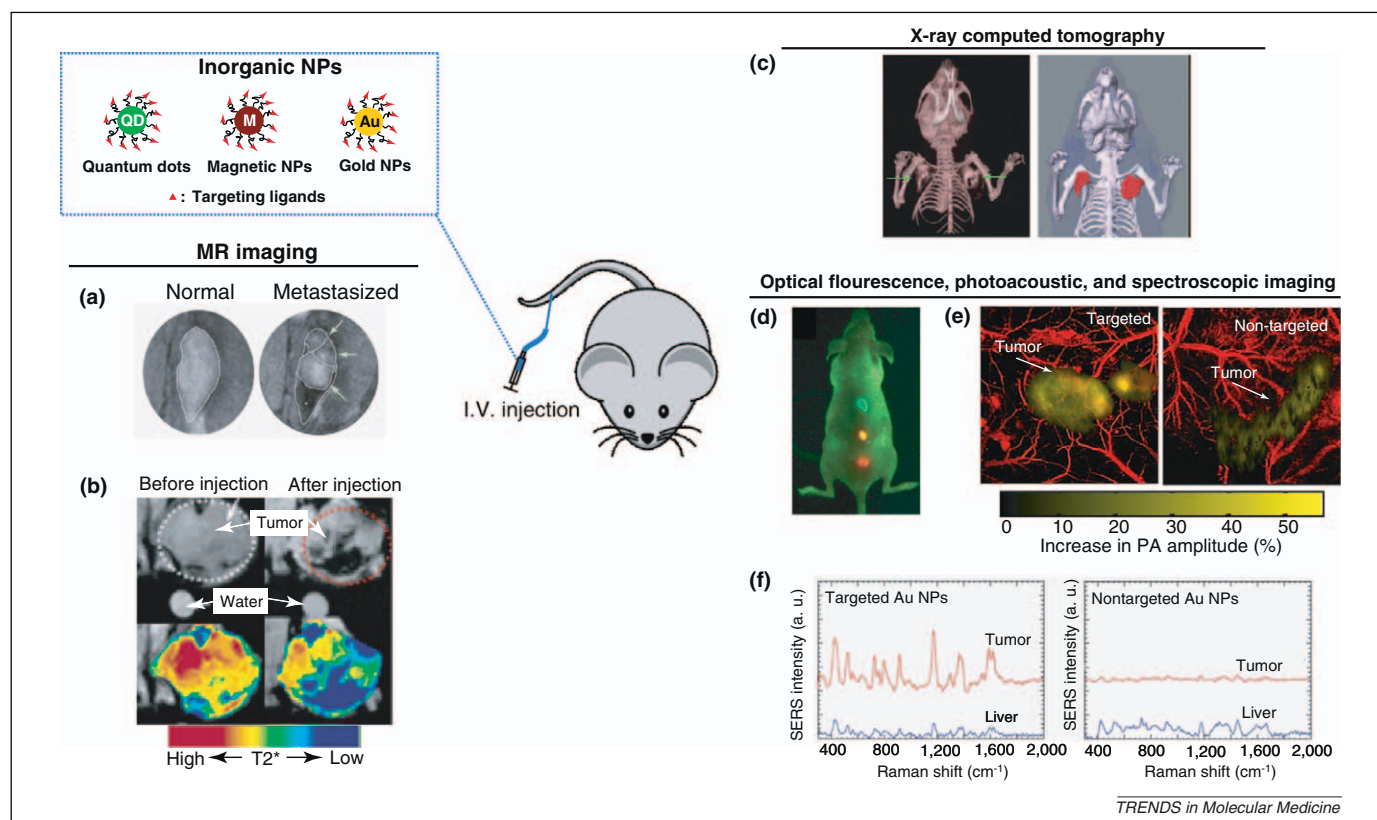 Inorganic NPs
QD
M
Au
Quantum dots
Magnetic NPs
Gold NPs
: Targeting ligands
MR imaging
(a)
Normal
Metastasized
(b)
Before injection
After injection
Tumor
Water
High
T2*
Low
I.V. injection
X-ray computed tomography
(c)
Optical flourescence, photoacoustic, and spectroscopic imaging
(d)
(e)
Targeted
Tumor
Non-targeted
Tumor
0 10 20 30 40 50
Increase in PA amplitude (%)
(f)
SERS intensity (a. u.)
Targeted Au NPs
Tumor
Liver
400 800 1,200 1,600 2,000
Raman shift (cm⁻¹)
SERS intensity (a. u.)
Nontargeted Au NPs
Tumor
Liver
400 800 1,200 1,600 2,000
Raman shift (cm⁻¹)
TRENDS in Molecular Medicine